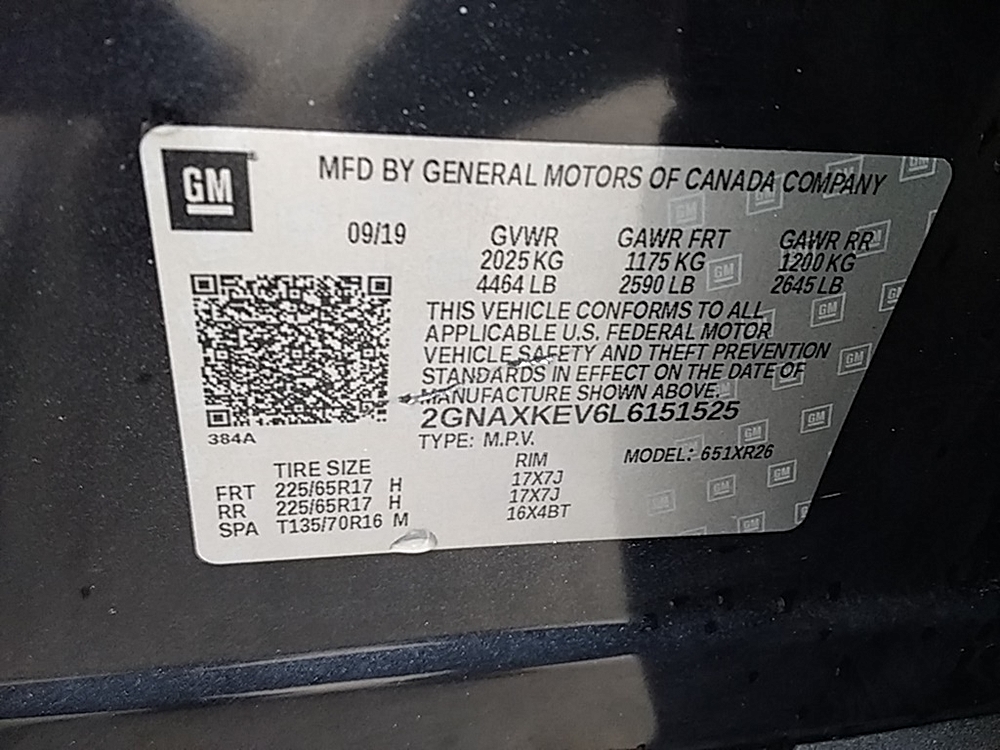 GM
MFD BY GENERAL MOTORS OF CANADA COMPANY
09/19 GVWR GAWR FRT GAWR RR
2025 KG 1175 KG 1200 KG
4464 LB 2590 LB 2645 LB
THIS VEHICLE CONFORMS TO ALL
APPLICABLE U.S. FEDERAL MOTOR
VEHICLE SAFETY AND THEFT PREVENTION
STANDARDS IN EFFECT ON THE DATE OF
MANUFACTURE SHOWN ABOVE.
2GNAXKEV6L6151525
384A
TYPE: M.P.V. MODEL: 651XR26
TIRE SIZE RIM
FRT 225/65R17 H 17X7J
RR 225/65R17 H 17X7J
SPA T135/70R16 M 16X4BT